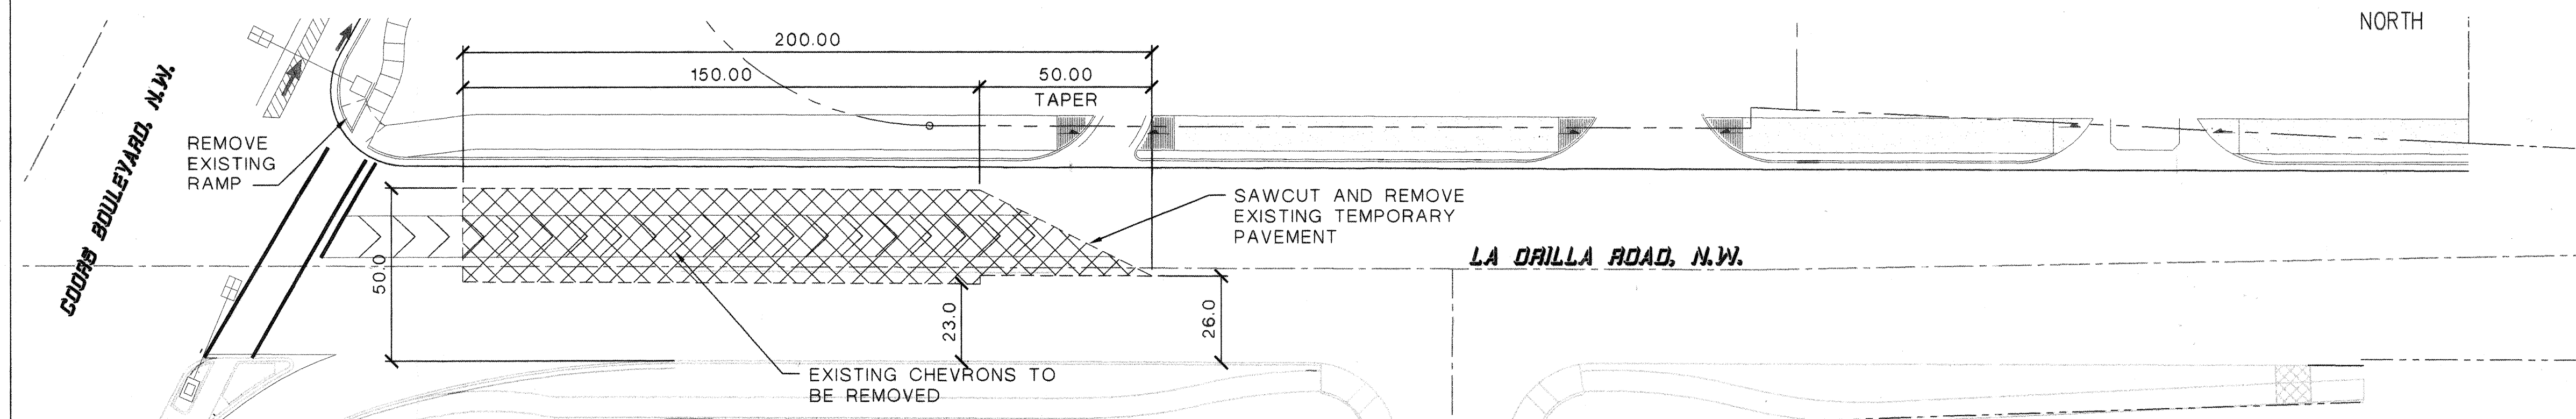 NORTH
200.00
150.00
50.00
TAPER
COORS BOULEVARD, N.W.
REMOVE
EXISTING
RAMP
SAWCUT AND REMOVE
EXISTING TEMPORARY
PAVEMENT
LA ORILLA ROAD, N.W.
50.0
23.0
26.0
EXISTING CHEVRONS TO
BE REMOVED